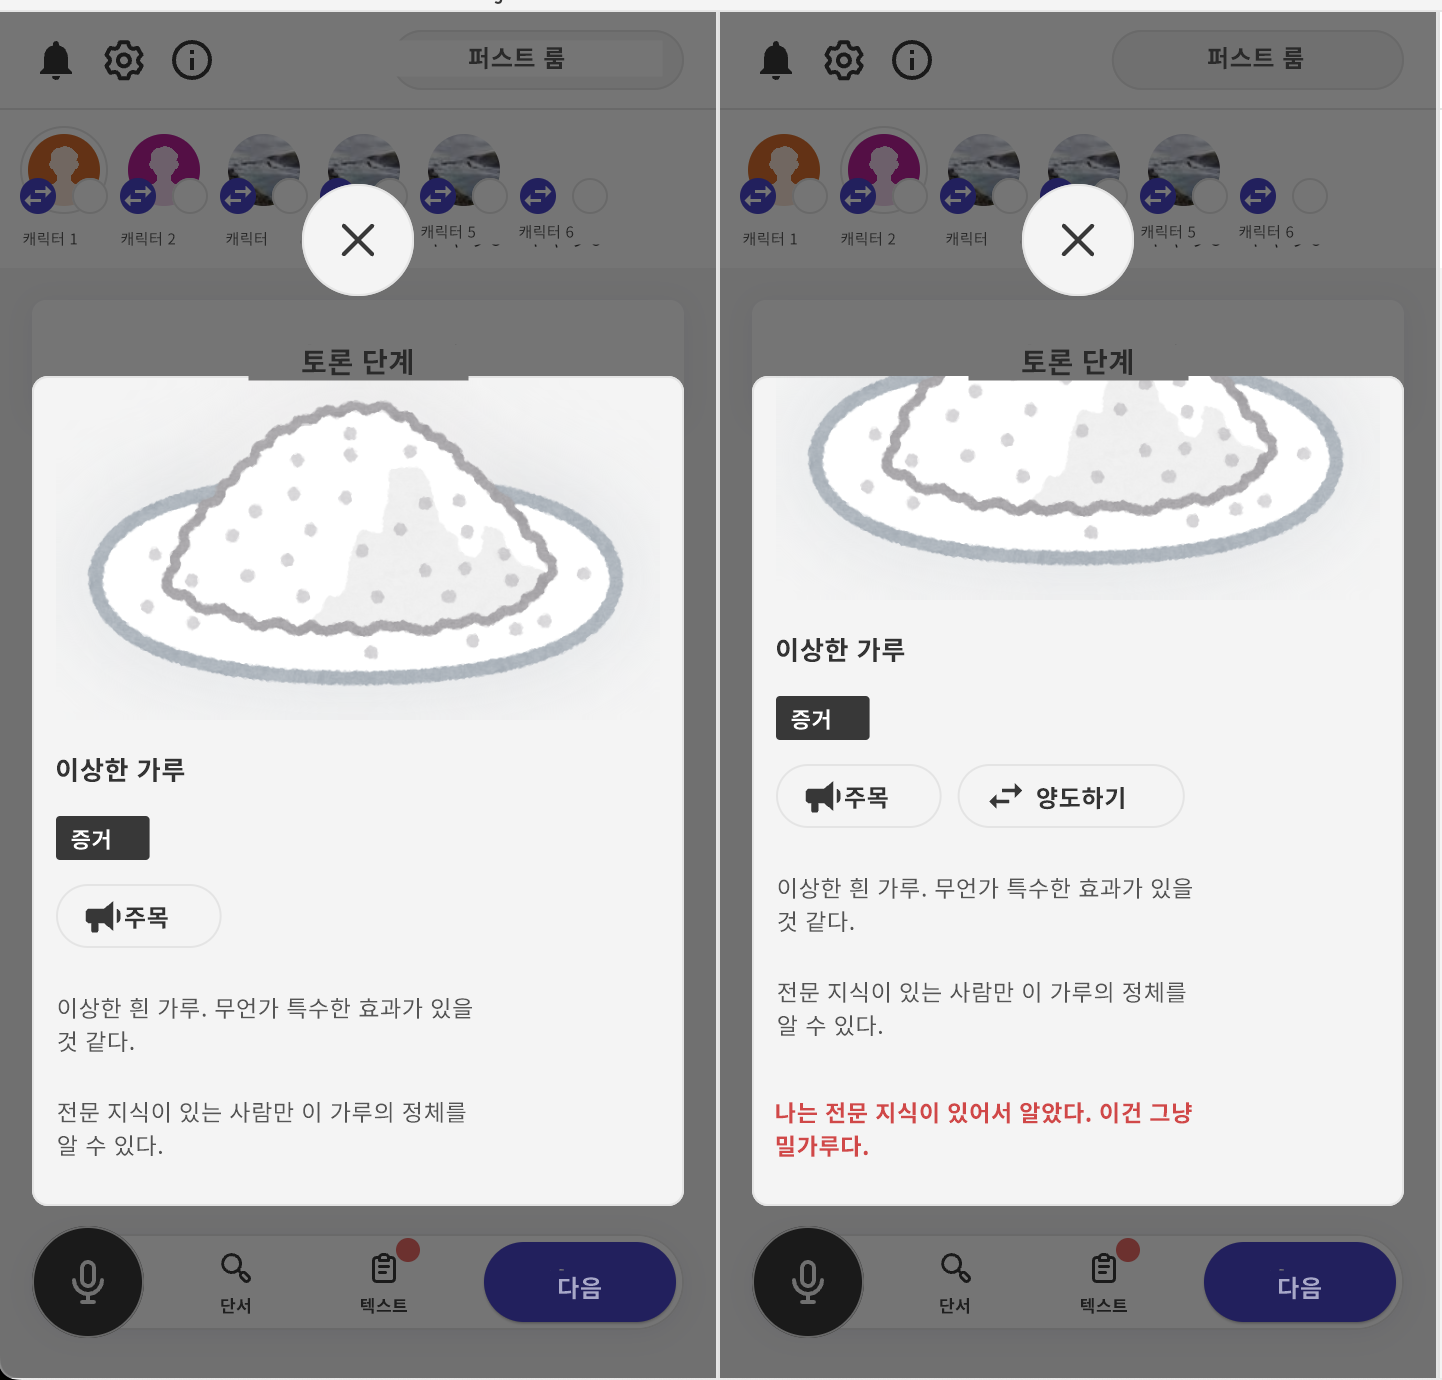 퍼스트 룸
캐릭터 1
캐릭터 2
캐릭터
캐릭터 5
캐릭터 6
토론 단계
이상한 가루
증거
주목
이상한 흰 가루. 무언가 특수한 효과가 있을
것 같다.
전문 지식이 있는 사람만 이 가루의 정체를
알 수 있다.
단서
텍스트
다음
퍼스트 룸
캐릭터 1
캐릭터 2
캐릭터
캐릭터 5
캐릭터 6
토론 단계
이상한 가루
증거
주목
양도하기
이상한 흰 가루. 무언가 특수한 효과가 있을
것 같다.
전문 지식이 있는 사람만 이 가루의 정체를
알 수 있다.
나는 전문 지식이 있어서 알았다. 이건 그냥
밀가루다.
단서
텍스트
다음